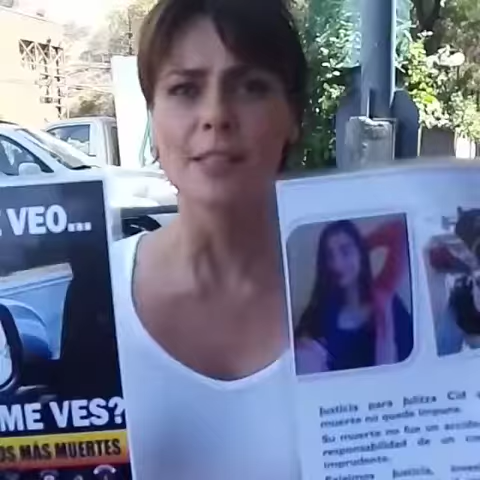 E VEO...
ME VES?
OS MÁS MUERTES
Justicia para Julitza Cid
muerte no quede impune.
Su muerte no fue un accide
responsabilidad de un co
imprudente.
Exigimos justicia, inves